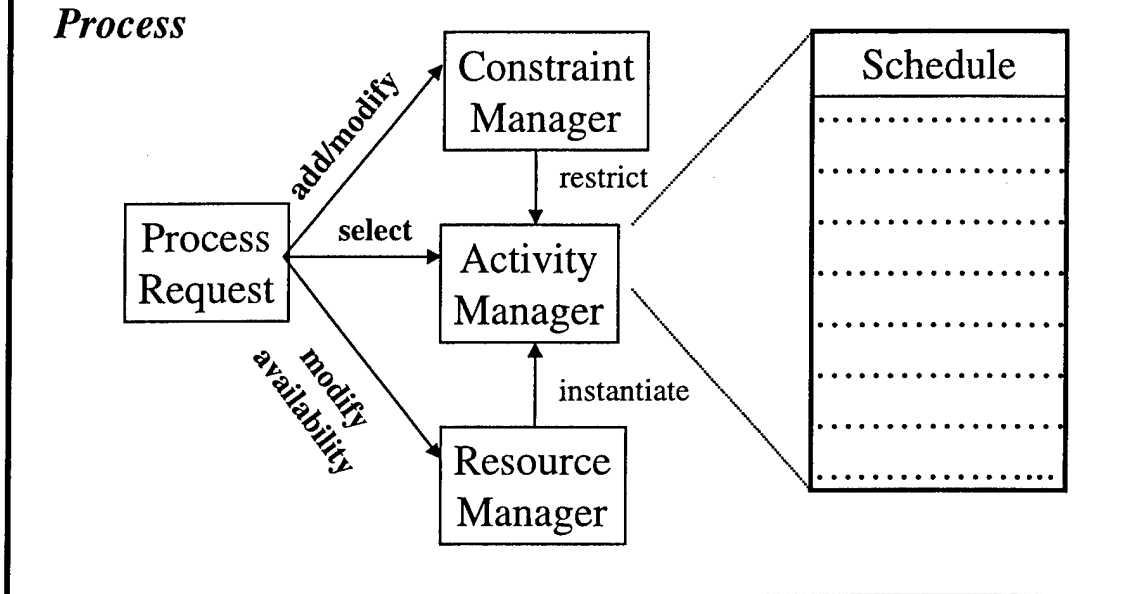 Process
Constraint
Manager
Schedule
add/modify
restrict
Process
Request
select
Activity
Manager
modify
availability
instantiate
Resource
Manager